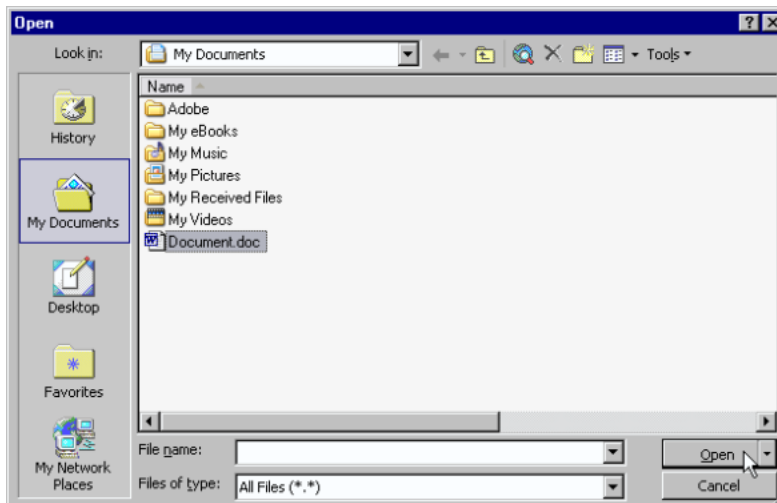 Open
Look in:
My Documents
Tools
Name
Adobe
My eBooks
My Music
My Pictures
My Received Files
My Videos
Document.doc
History
My Documents
Desktop
Favorites
My Network
Places
File name:
Open
Files of type:
All Files (*.*)
Cancel